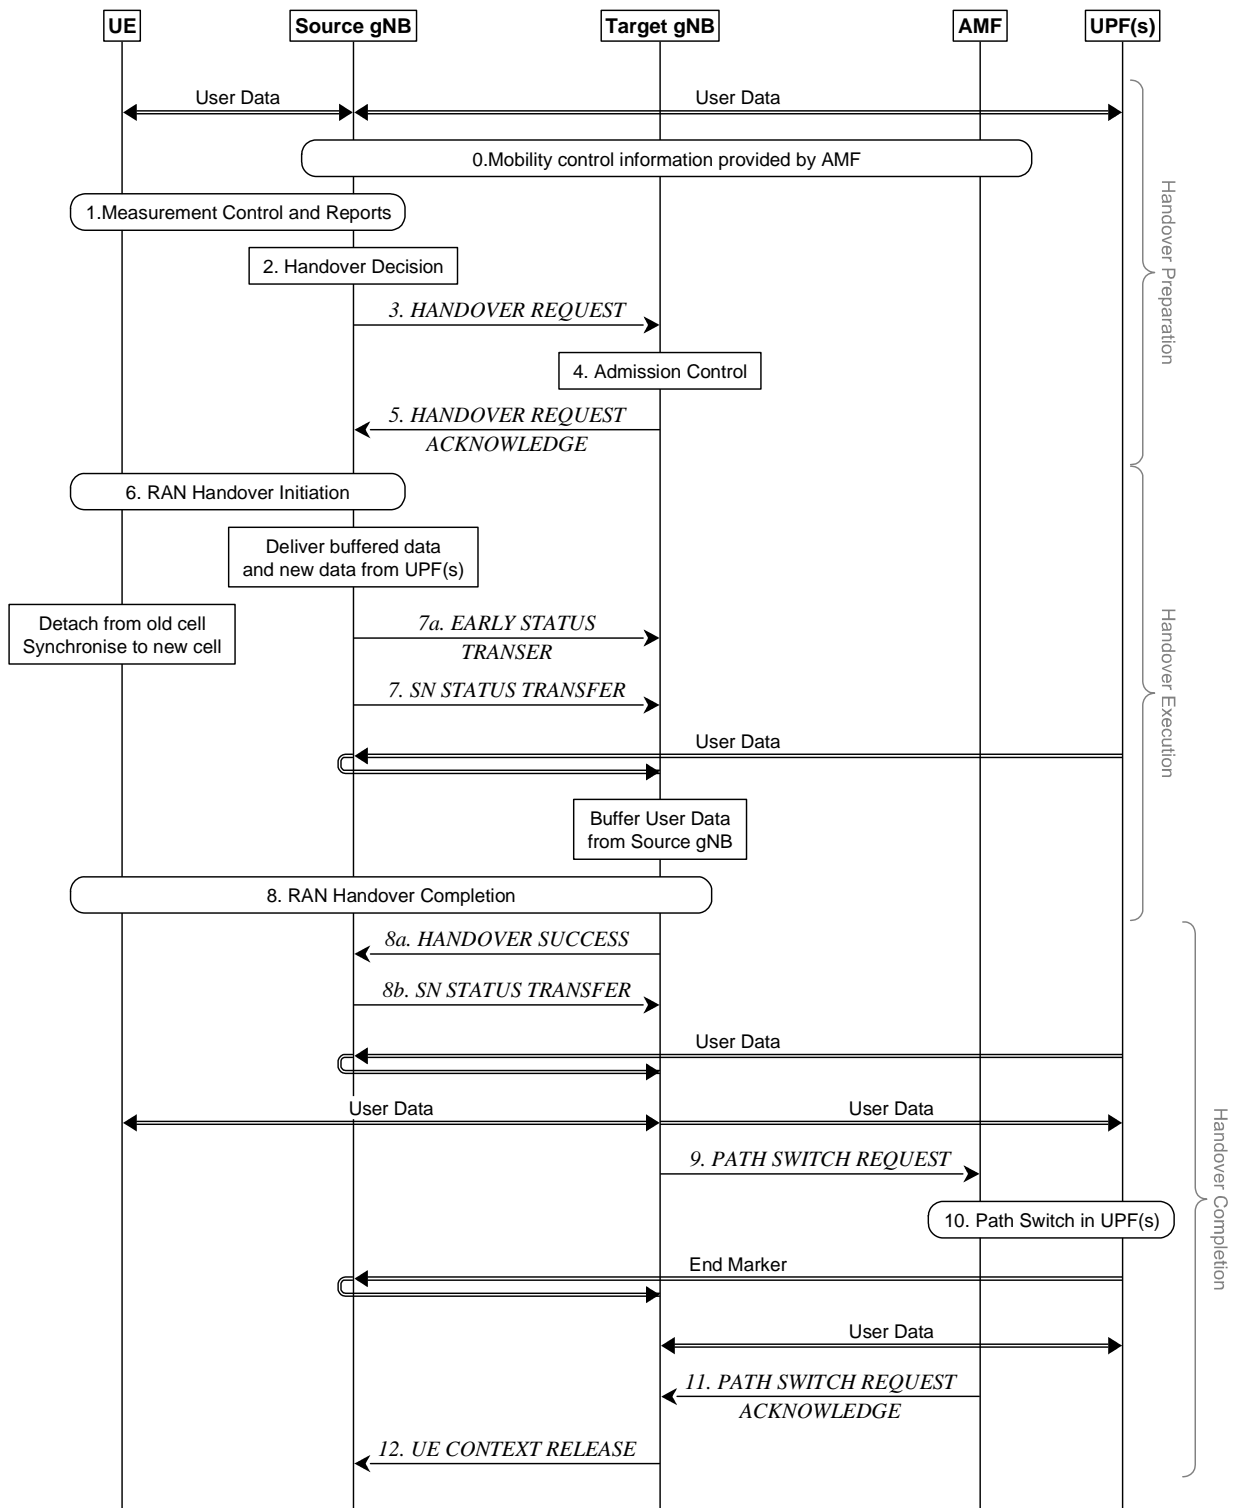 UE
Source gNB
Target gNB
AMF
UPF(s)
User Data
User Data
0.Mobility control information provided by AMF
1.Measurement Control and Reports
2. Handover Decision
3. HANDOVER REQUEST
4. Admission Control
5. HANDOVER REQUEST
ACKNOWLEDGE
Handover Preparation
6. RAN Handover Initiation
Deliver buffered data
and new data from UPF(s)
Detach from old cell
Synchronise to new cell
7a. EARLY STATUS
TRANSER
7. SN STATUS TRANSFER
User Data
Buffer User Data
from Source gNB
8. RAN Handover Completion
Handover Execution
8a. HANDOVER SUCCESS
8b. SN STATUS TRANSFER
User Data
User Data
User Data
9. PATH SWITCH REQUEST
10. Path Switch in UPF(s)
End Marker
User Data
11. PATH SWITCH REQUEST
ACKNOWLEDGE
12. UE CONTEXT RELEASE
Handover Completion